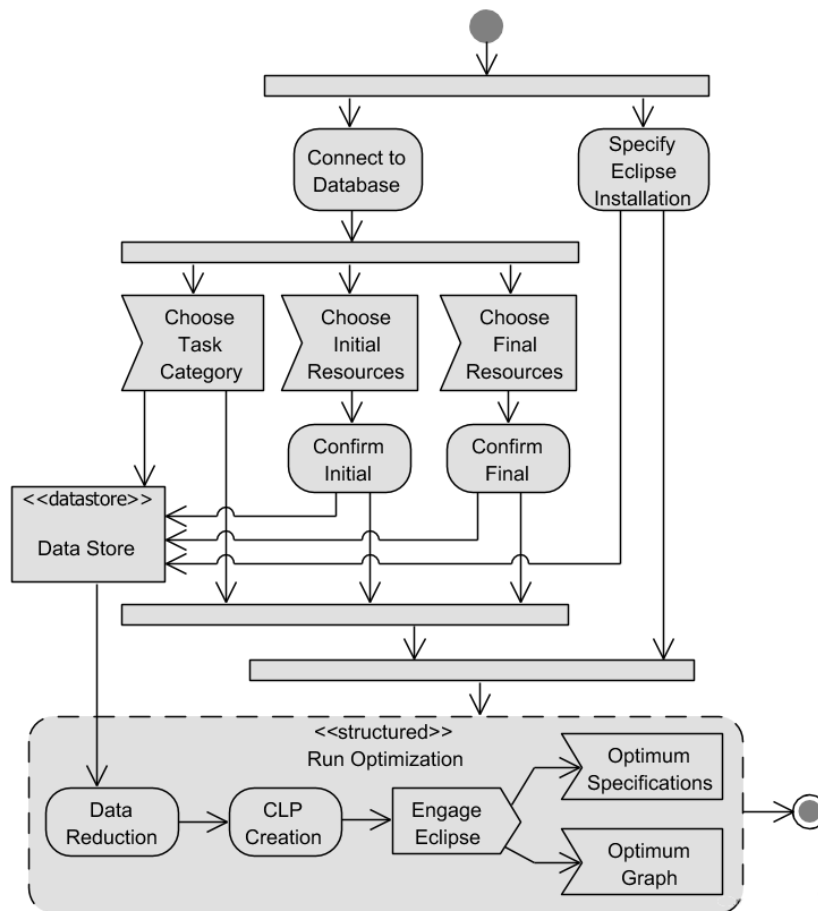 Connect to
Database
Specify
Eclipse
Installation
Choose
Task
Category
Choose
Initial
Resources
Choose
Final
Resources
Confirm
Initial
Confirm
Final
<<datastore>>
Data Store
<<structured>>
Run Optimization
Data
Reduction
CLP
Creation
Engage
Eclipse
Optimum
Specifications
Optimum
Graph